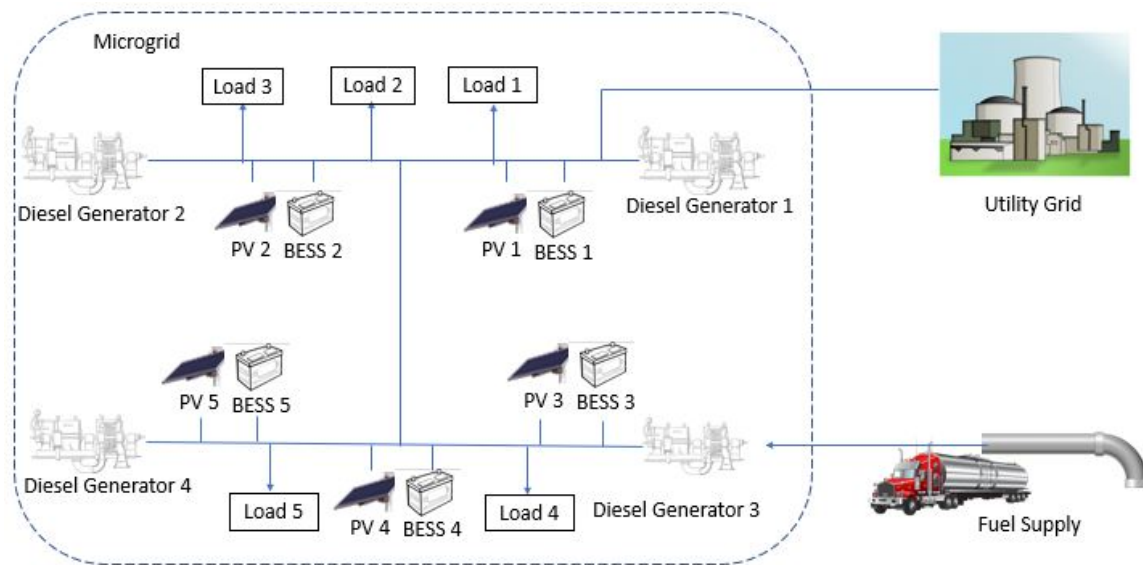 Microgrid
Load 3
Load 2
Load 1
Diesel Generator 2
PV 2
BESS 2
PV 1
BESS 1
Diesel Generator 1
Utility Grid
PV 5
BESS 5
PV 3
BESS 3
Diesel Generator 4
Load 5
PV 4
BESS 4
Load 4
Diesel Generator 3
Fuel Supply